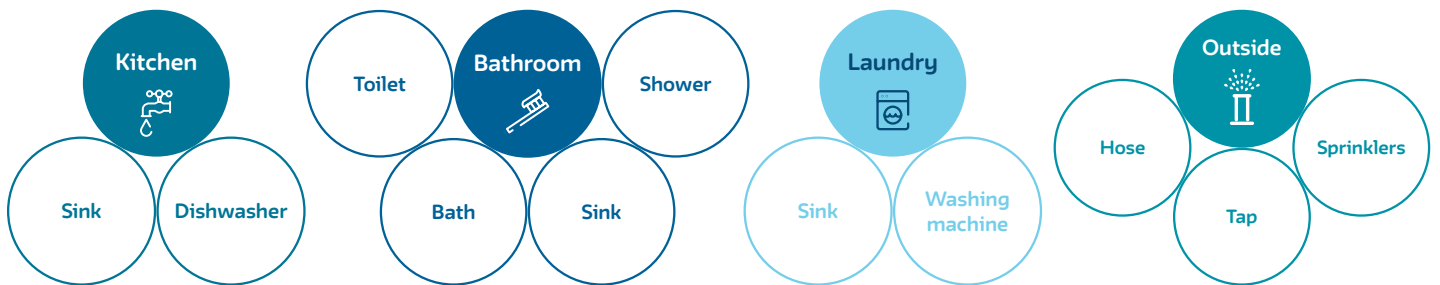 Kitchen
Sink
Dishwasher
Bathroom
Toilet
Shower
Bath
Sink
Laundry
Sink
Washing
machine
Outside
Hose
Tap
Sprinklers